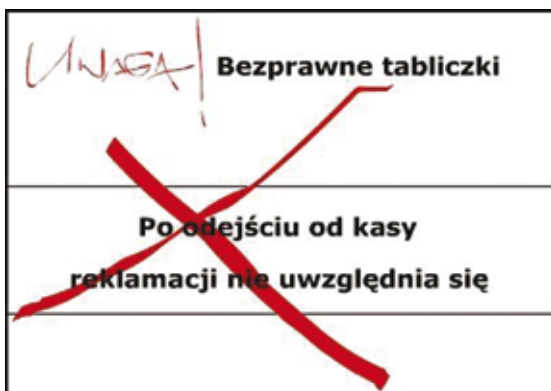 UWAGA! Bezprawne tabliczki
Po odejściu od kasy
reklamacji nie uwzględnia się